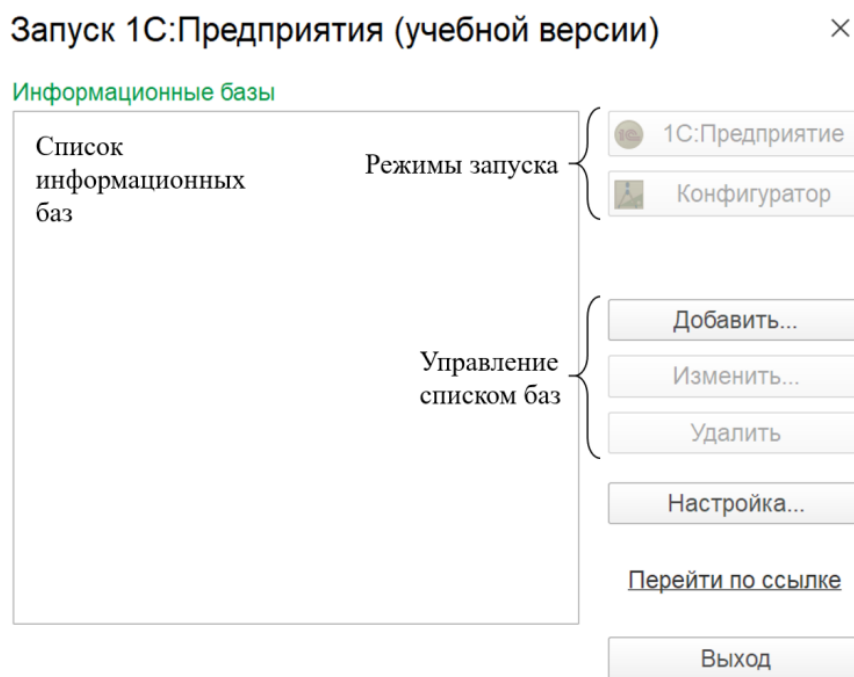 Запуск 1С:Предприятия (учебной версии)
Информационные базы
Список
информационных
баз
Режимы запуска
1С:Предприятие
Конфигуратор
Управление
списком баз
Добавить...
Изменить...
Удалить
Настройка...
Перейти по ссылке
Выход